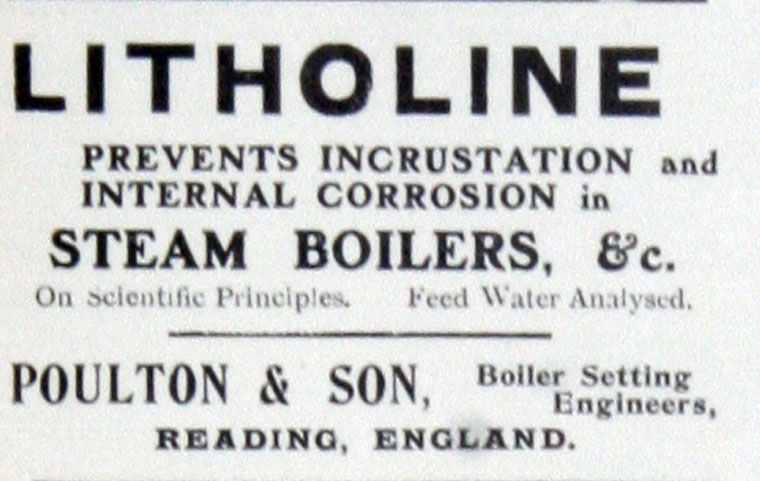 LITHOLINE
PREVENTS INCRUSTATION and
INTERNAL CORROSION in
STEAM BOILERS, &c.
On Scientific Principles. Feed Water Analysed.
POULTON & SON, Boiler Setting
Engineers,
READING, ENGLAND.